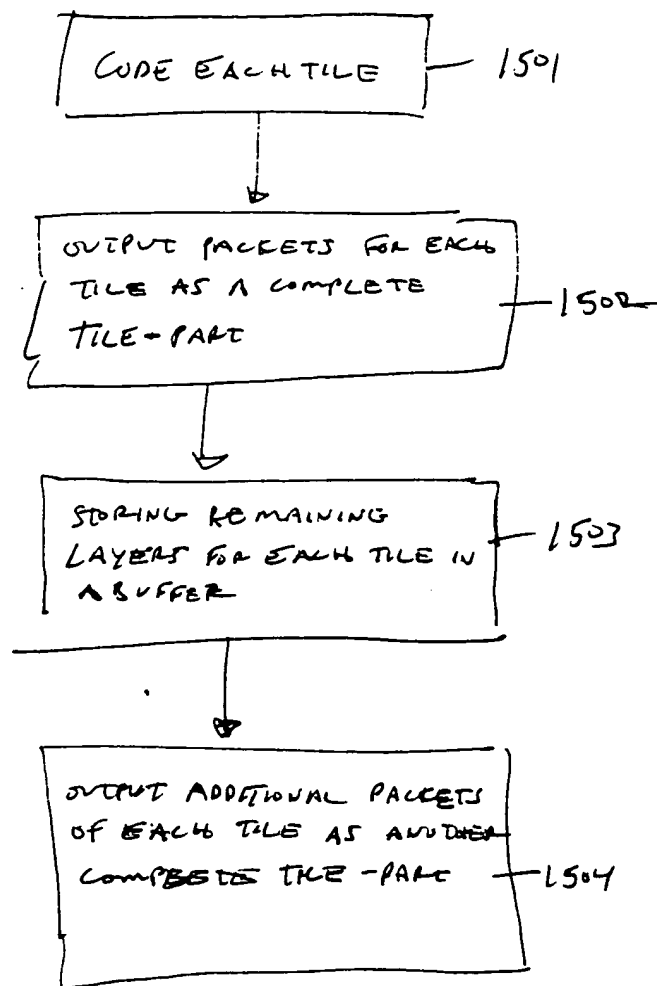 CODE EACH TILE
1501
OUTPUT PACKETS FOR EACH
TILE AS A COMPLETE
TILE-PART
1502
STORING REMAINING
LAYERS FOR EACH TILE IN
A BUFFER
1503
OUTPUT ADDITIONAL PACKETS
OF EACH TILE AS ANOTHER
COMPLETE TILE-PART
1504